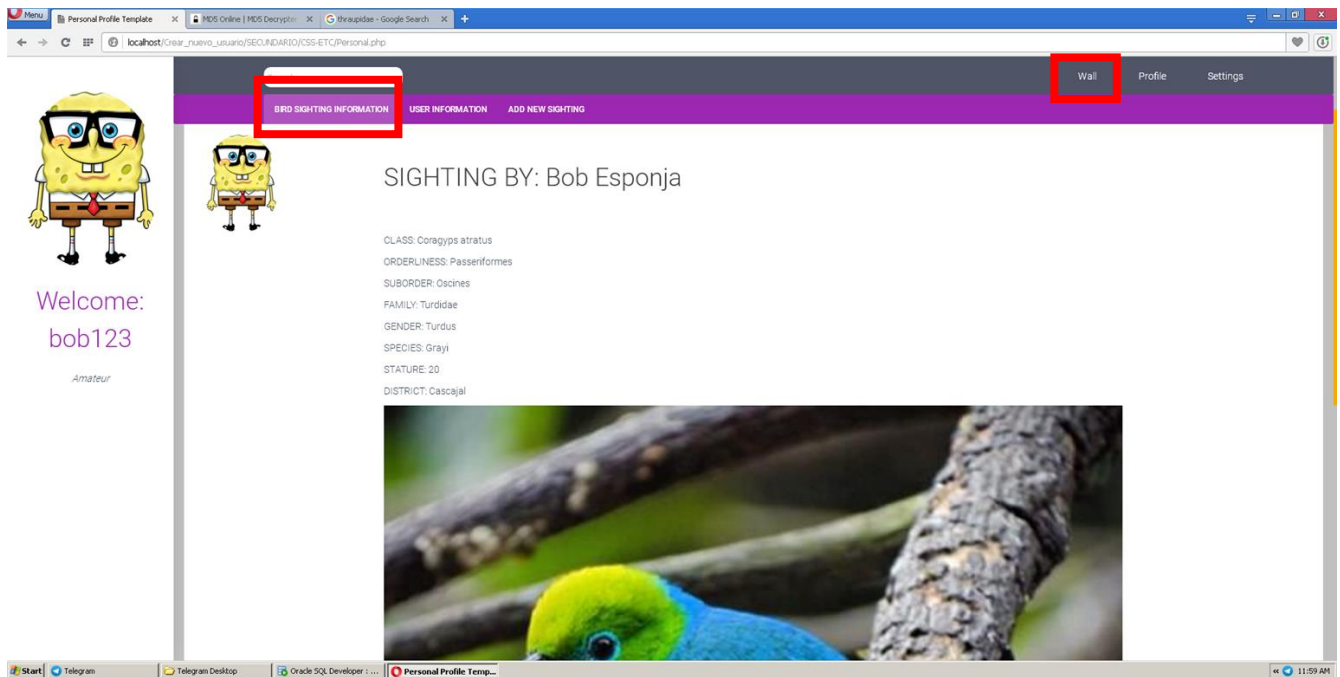 Menu
Personal Profile Template
MD5 Online | MD5 Decrypter
thraupidae - Google Search
localhost/Crear_nuevo_usuario/SECUNDARIO/CSS-ETC/Personal.php
Wall Profile Settings
BIRD SIGHTING INFORMATION USER INFORMATION ADD NEW SIGHTING
SIGHTING BY: Bob Esponja
CLASS: Coragyps atratus
ORDERLINESS: Passeriformes
SUBORDER: Oscines
FAMILY: Turdidae
GENDER: Turdus
SPECIES: Grayi
STATURE: 20
DISTRICT: Cascajal
Welcome:
bob123
Amateur
Start Telegram Telegram Desktop Oracle SQL Developer : ... Personal Profile Temp... 11:59 AM